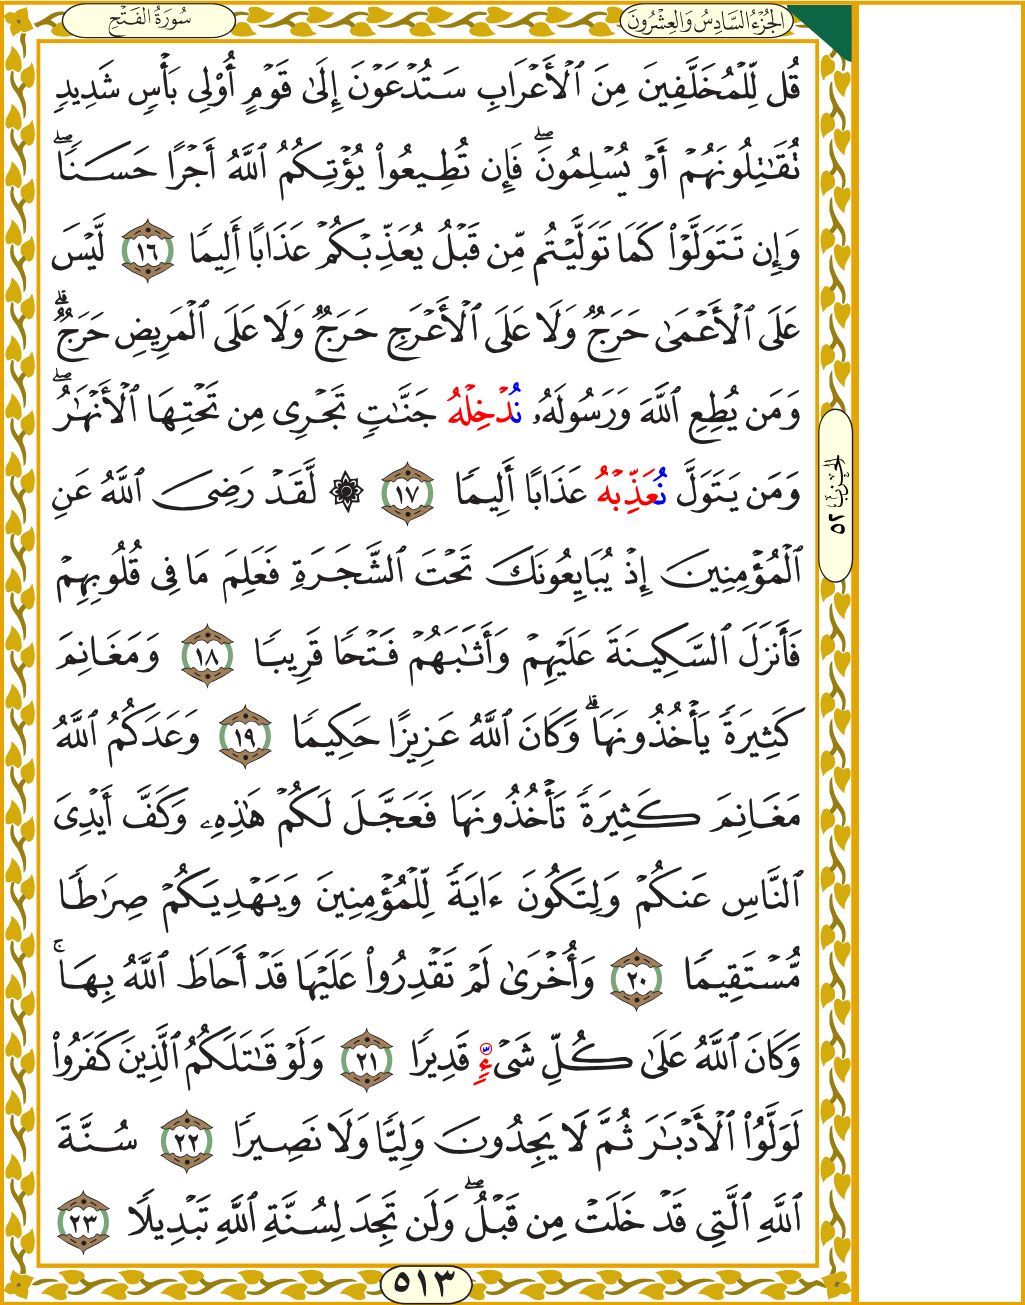 سُورَةُ الفَتْحِ
الجُزْءُ السَّادِسُ وَالعِشْرُونَ
قُل لِّلْمُخَلَّفِينَ مِنَ ٱلْأَعْرَابِ سَتُدْعَوْنَ إِلَىٰ قَوْمٍ أُو۟لِى بَأْسٍ شَدِيدٍ
تُقَـٰتِلُونَهُمْ أَوْ يُسْلِمُونَ ۖ فَإِن تُطِيعُوا۟ يُؤْتِكُمُ ٱللَّهُ أَجْرًا حَسَنًا ۖ
وَإِن تَتَوَلَّوْا۟ كَمَا تَوَلَّيْتُم مِّن قَبْلُ يُعَذِّبْكُمْ عَذَابًا أَلِيمًا ١٦ لَّيْسَ
عَلَى ٱلْأَعْمَىٰ حَرَجٌ وَلَا عَلَى ٱلْأَعْرَجِ حَرَجٌ وَلَا عَلَى ٱلْمَرِيضِ حَرَجٌ ۗ
وَمَن يُطِعِ ٱللَّهَ وَرَسُولَهُۥ نُدْخِلْهُ جَنَّـٰتٍ تَجْرِى مِن تَحْتِهَا ٱلْأَنْهَـٰرُ ۖ
وَمَن يَتَوَلَّ نُعَذِّبْهُ عَذَابًا أَلِيمًا ١٧ ۞ لَّقَدْ رَضِىَ ٱللَّهُ عَنِ
ٱلْمُؤْمِنِينَ إِذْ يُبَايِعُونَكَ تَحْتَ ٱلشَّجَرَةِ فَعَلِمَ مَا فِى قُلُوبِهِمْ
فَأَنزَلَ ٱلسَّكِينَةَ عَلَيْهِمْ وَأَثَـٰبَهُمْ فَتْحًا قَرِيبًا ١٨ وَمَغَانِمَ
كَثِيرَةً يَأْخُذُونَهَا ۗ وَكَانَ ٱللَّهُ عَزِيزًا حَكِيمًا ١٩ وَعَدَكُمُ ٱللَّهُ
مَغَانِمَ كَثِيرَةً تَأْخُذُونَهَا فَعَجَّلَ لَكُمْ هَـٰذِهِۦ وَكَفَّ أَيْدِىَ
ٱلنَّاسِ عَنكُمْ وَلِتَكُونَ ءَايَةً لِّلْمُؤْمِنِينَ وَيَهْدِيَكُمْ صِرَٰطًا
مُّسْتَقِيمًا ٢٠ وَأُخْرَىٰ لَمْ تَقْدِرُوا۟ عَلَيْهَا قَدْ أَحَاطَ ٱللَّهُ بِهَا ۚ
وَكَانَ ٱللَّهُ عَلَىٰ كُلِّ شَىْءٍ قَدِيرًا ٢١ وَلَوْ قَـٰتَلَكُمُ ٱلَّذِينَ كَفَرُوا۟
لَوَلَّوُا۟ ٱلْأَدْبَـٰرَ ثُمَّ لَا يَجِدُونَ وَلِيًّا وَلَا نَصِيرًا ٢٢ سُنَّةَ
ٱللَّهِ ٱلَّتِى قَدْ خَلَتْ مِن قَبْلُ ۖ وَلَن تَجِدَ لِسُنَّةِ ٱللَّهِ تَبْدِيلًا ٢٣
الحزب ٥٢
٥١٣